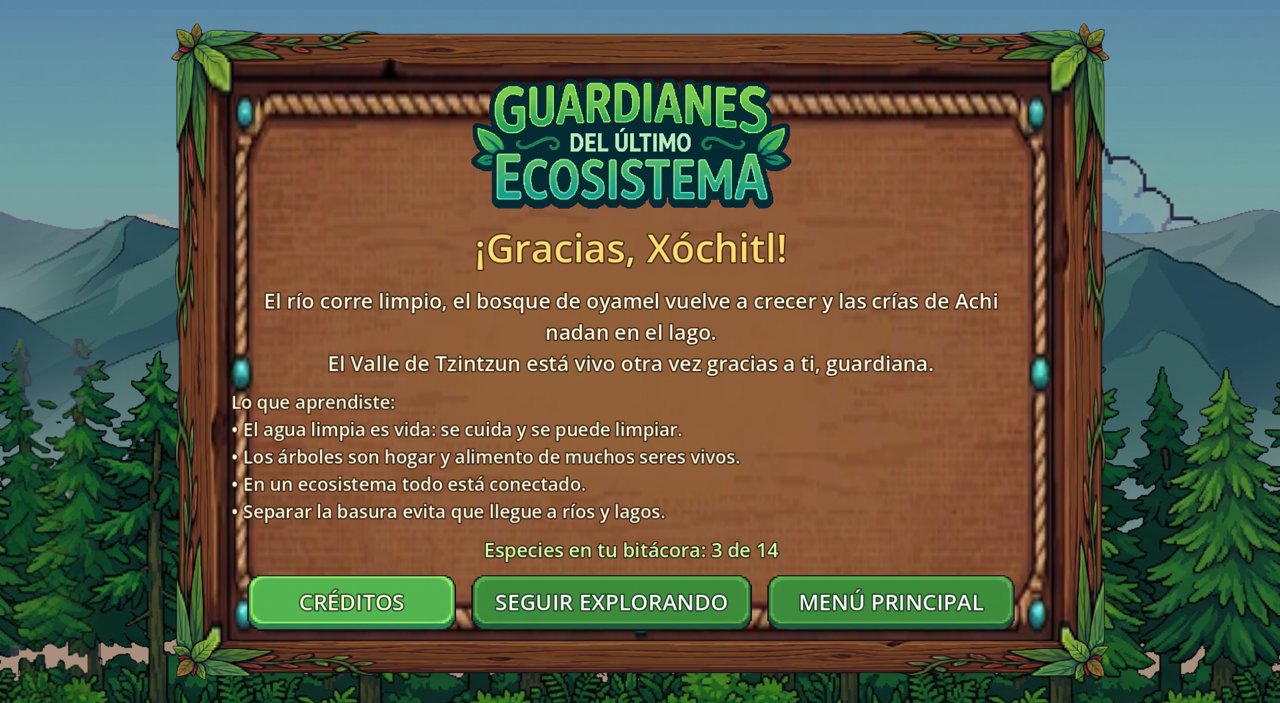 GUARDIANES
DEL ÚLTIMO
ECOSISTEMA
¡Gracias, Xóchitl!
El río corre limpio, el bosque de oyamel vuelve a crecer y las crías de Achi
nadan en el lago.
El Valle de Tzintzun está vivo otra vez gracias a ti, guardiana.
Lo que aprendiste:
• El agua limpia es vida: se cuida y se puede limpiar.
• Los árboles son hogar y alimento de muchos seres vivos.
• En un ecosistema todo está conectado.
• Separar la basura evita que llegue a ríos y lagos.
Especies en tu bitácora: 3 de 14
CRÉDITOS
SEGUIR EXPLORANDO
MENÚ PRINCIPAL